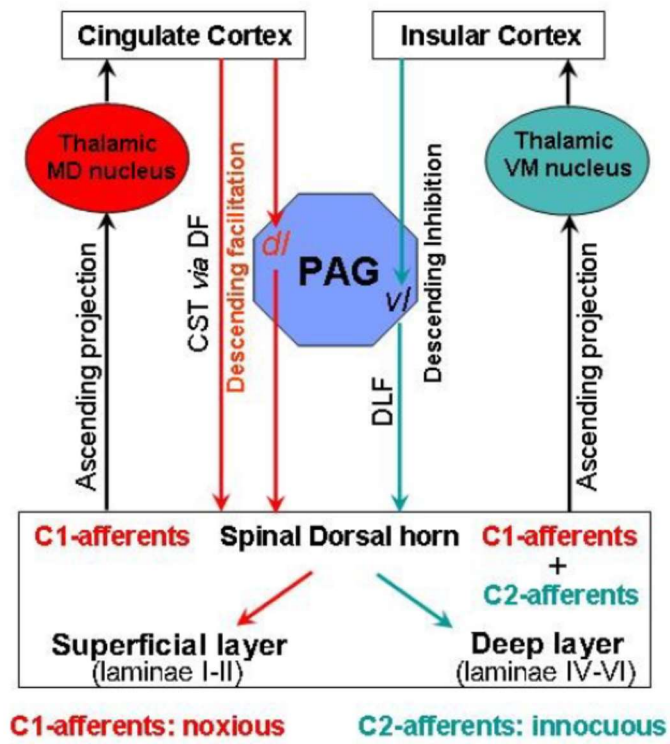 Cingulate Cortex
Insular Cortex
Thalamic
MD nucleus
Thalamic
VM nucleus
Ascending projection
CST via DF
Descending facilitation
dl
PAG
vl
DLF
Descending Inhibition
Ascending projection
C1-afferents
Spinal Dorsal horn
C1-afferents
+
C2-afferents
Superficial layer
(laminae I-II)
Deep layer
(laminae IV-VI)
C1-afferents: noxious
C2-afferents: innocuous